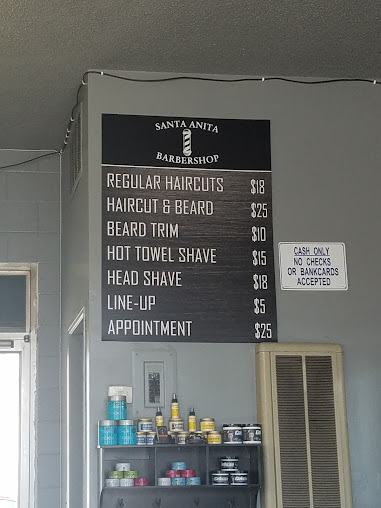 SANTA ANITA
BARBERSHOP
REGULAR HAIRCUTS $18
HAIRCUT & BEARD $25
BEARD TRIM $10
HOT TOWEL SHAVE $15
HEAD SHAVE $18
LINE-UP $5
APPOINTMENT $25
CASH ONLY
NO CHECKS
OR BANKCARDS
ACCEPTED